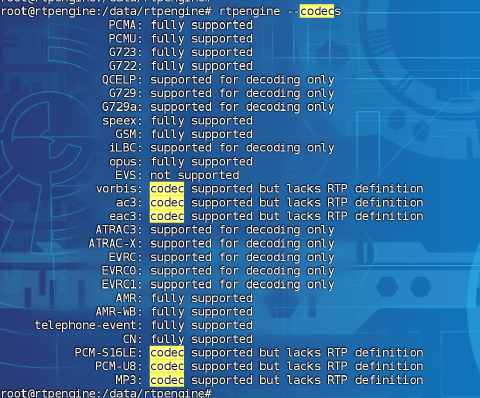 root@rtpengine:/data/rtpengine#
root@rtpengine:/data/rtpengine# rtpengine --codecs
PCMA: fully supported
PCMU: fully supported
G723: fully supported
G722: fully supported
QCELP: supported for decoding only
G729: supported for decoding only
G729a: supported for decoding only
speex: fully supported
GSM: fully supported
iLBC: supported for decoding only
opus: fully supported
EVS: not supported
vorbis: codec supported but lacks RTP definition
ac3: codec supported but lacks RTP definition
eac3: codec supported but lacks RTP definition
ATRAC3: supported for decoding only
ATRAC-X: supported for decoding only
EVRC: supported for decoding only
EVRC0: supported for decoding only
EVRC1: supported for decoding only
AMR: fully supported
AMR-WB: fully supported
telephone-event: fully supported
CN: fully supported
PCM-S16LE: codec supported but lacks RTP definition
PCM-U8: codec supported but lacks RTP definition
MP3: codec supported but lacks RTP definition
root@rtpengine:/data/rtpengine#